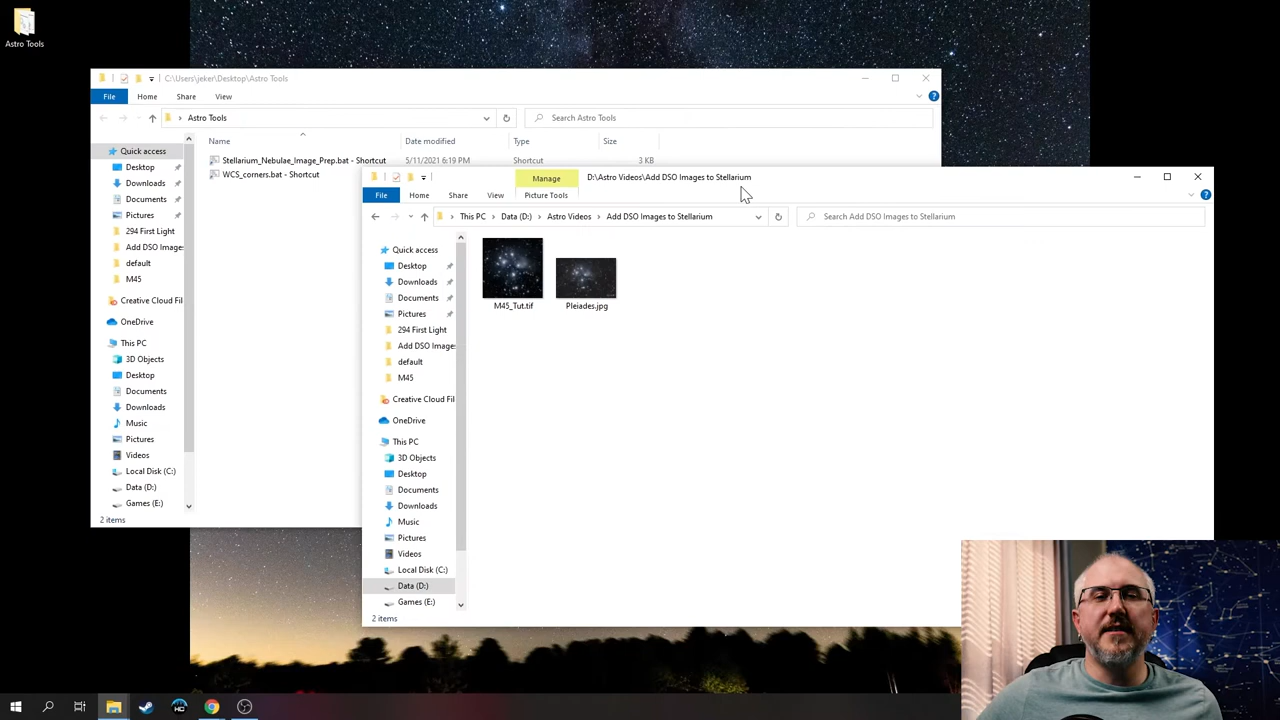 Astro Tools
C:\Users\jeker\Desktop\Astro Tools
File Home Share View
Astro Tools
Search Astro Tools
Name Date modified Type Size
Stellarium_Nebulae_Image_Prep.bat - Shortcut 5/11/2021 6:19 PM Shortcut 3 KB
WCS_corners.bat - Shortcut
Quick access
Desktop
Downloads
Documents
Pictures
294 First Light
Add DSO Images
default
M45
Creative Cloud Fil
OneDrive
This PC
3D Objects
Desktop
Documents
Downloads
Music
Pictures
Videos
Local Disk (C:)
Data (D:)
Games (E:)
2 items
Manage D:\Astro Videos\Add DSO Images to Stellarium
File Home Share View Picture Tools
This PC Data (D:) Astro Videos Add DSO Images to Stellarium
Search Add DSO Images to Stellarium
Quick access
Desktop
Downloads
Documents
Pictures
294 First Light
Add DSO Images
default
M45
Creative Cloud Fil
OneDrive
This PC
3D Objects
Desktop
Documents
Downloads
Music
Pictures
Videos
Local Disk (C:)
Data (D:)
Games (E:)
M45_Tut.tif
Pleiades.jpg
2 items